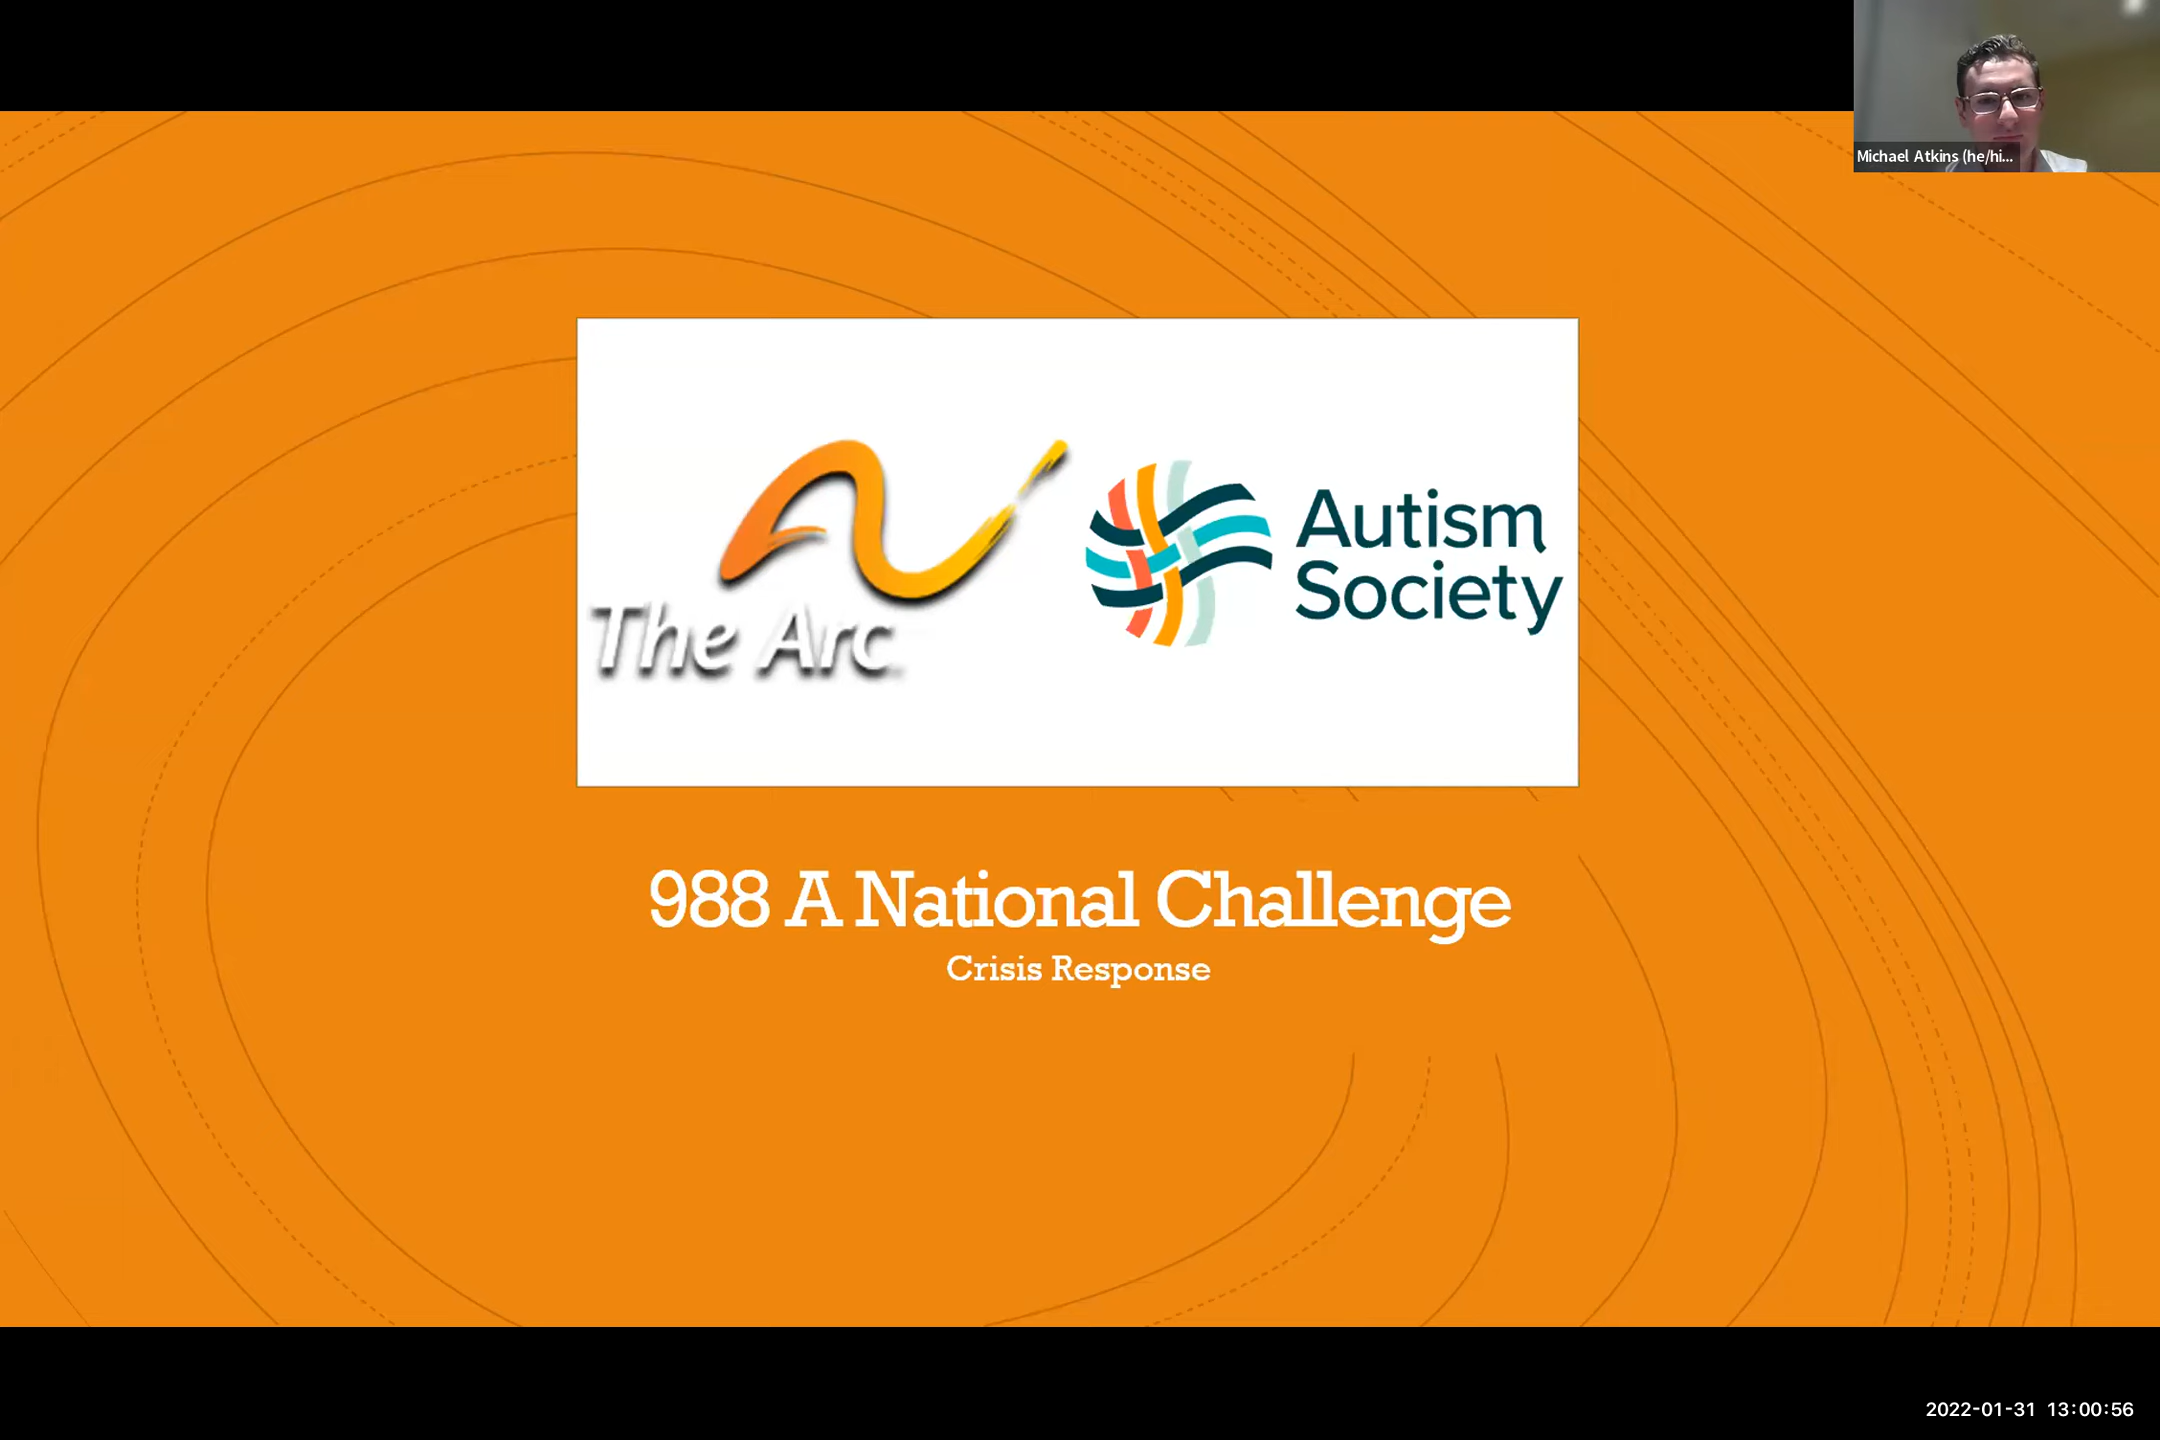 Michael Atkins (he/hi...
The Arc
Autism
Society
988 A National Challenge
Crisis Response
2022-01-31 13:00:56